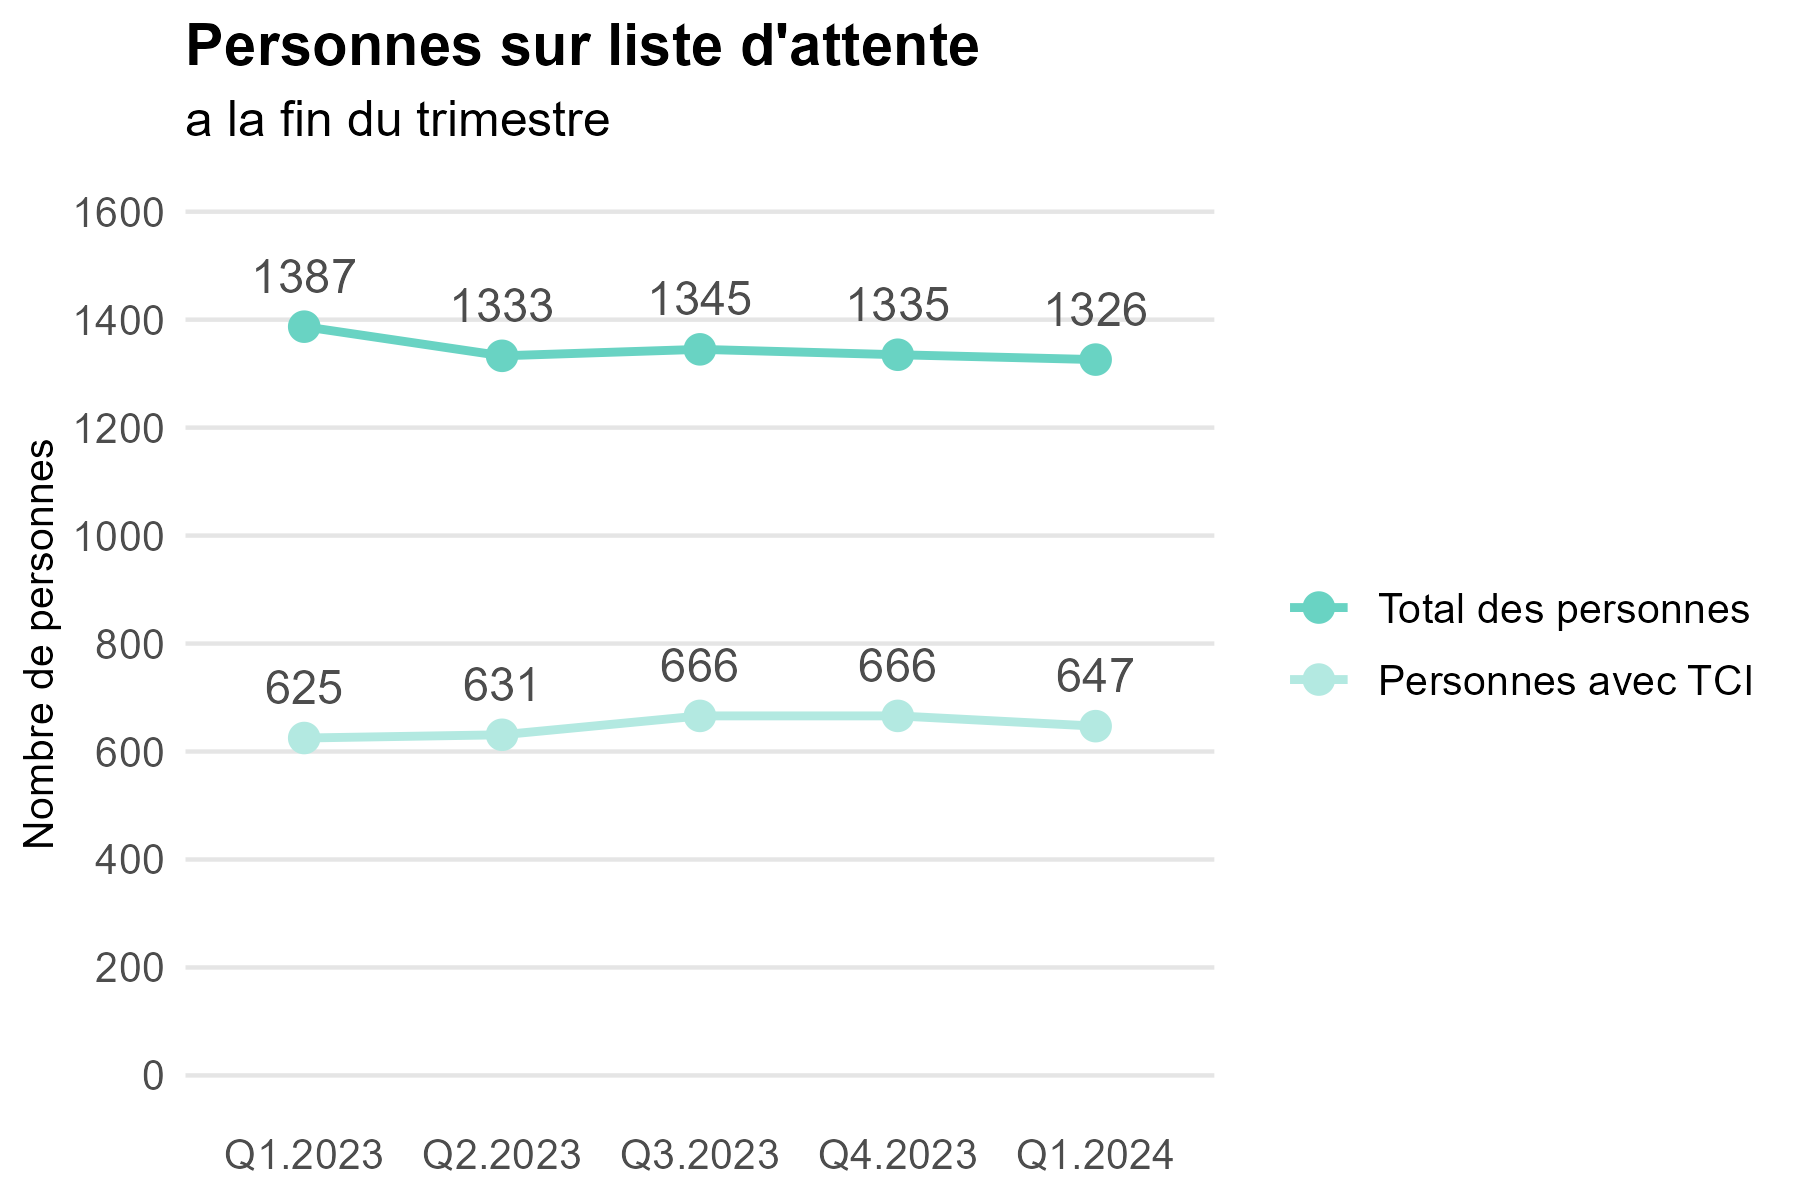 Personnes sur liste d'attente
a la fin du trimestre
Nombre de personnes
1600
1400
1200
1000
800
600
400
200
0
1387
1333
1345
1335
1326
625
631
666
666
647
Q1.2023
Q2.2023
Q3.2023
Q4.2023
Q1.2024
Total des personnes
Personnes avec TCI